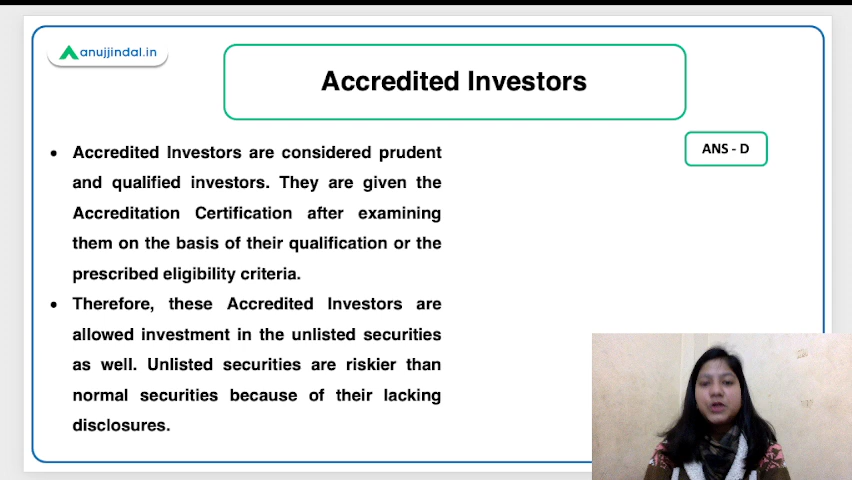 anujjindal.in
Accredited Investors
ANS - D
• Accredited Investors are considered prudent
and qualified investors. They are given the
Accreditation Certification after examining
them on the basis of their qualification or the
prescribed eligibility criteria.
• Therefore, these Accredited Investors are
allowed investment in the unlisted securities
as well. Unlisted securities are riskier than
normal securities because of their lacking
disclosures.